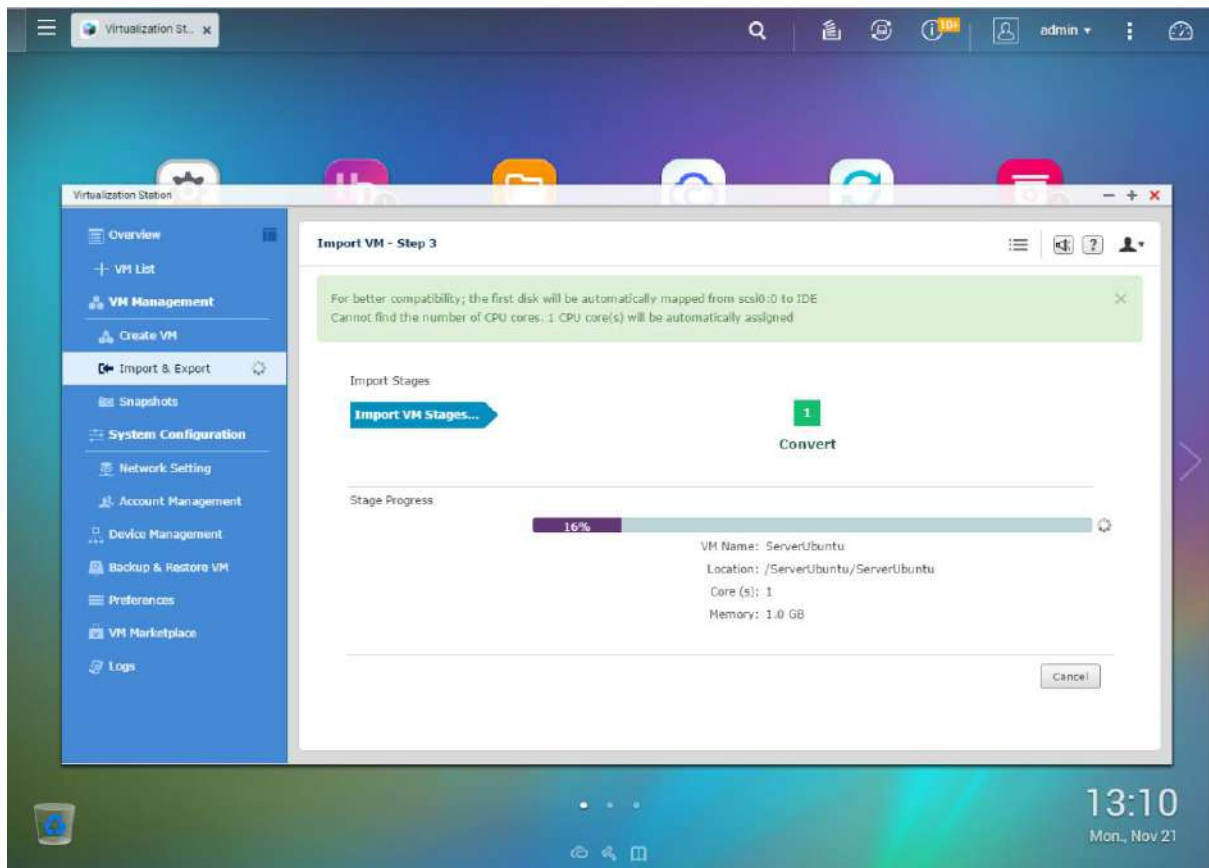 Virtualization St...
10+
admin
Virtualization Station
Overview
VM List
VM Management
Create VM
Import & Export
Snapshots
System Configuration
Network Setting
Account Management
Device Management
Backup & Restore VM
Preferences
VM Marketplace
Logs
Import VM - Step 3
?
For better compatibility; the first disk will be automatically mapped from scsi0:0 to IDE
Cannot find the number of CPU cores. 1 CPU core(s) will be automatically assigned
Import Stages
Import VM Stages...
1
Convert
Stage Progress
16%
VM Name: ServerUbuntu
Location: /ServerUbuntu/ServerUbuntu
Core (s): 1
Memory: 1.0 GB
Cancel
13:10
Mon., Nov 21